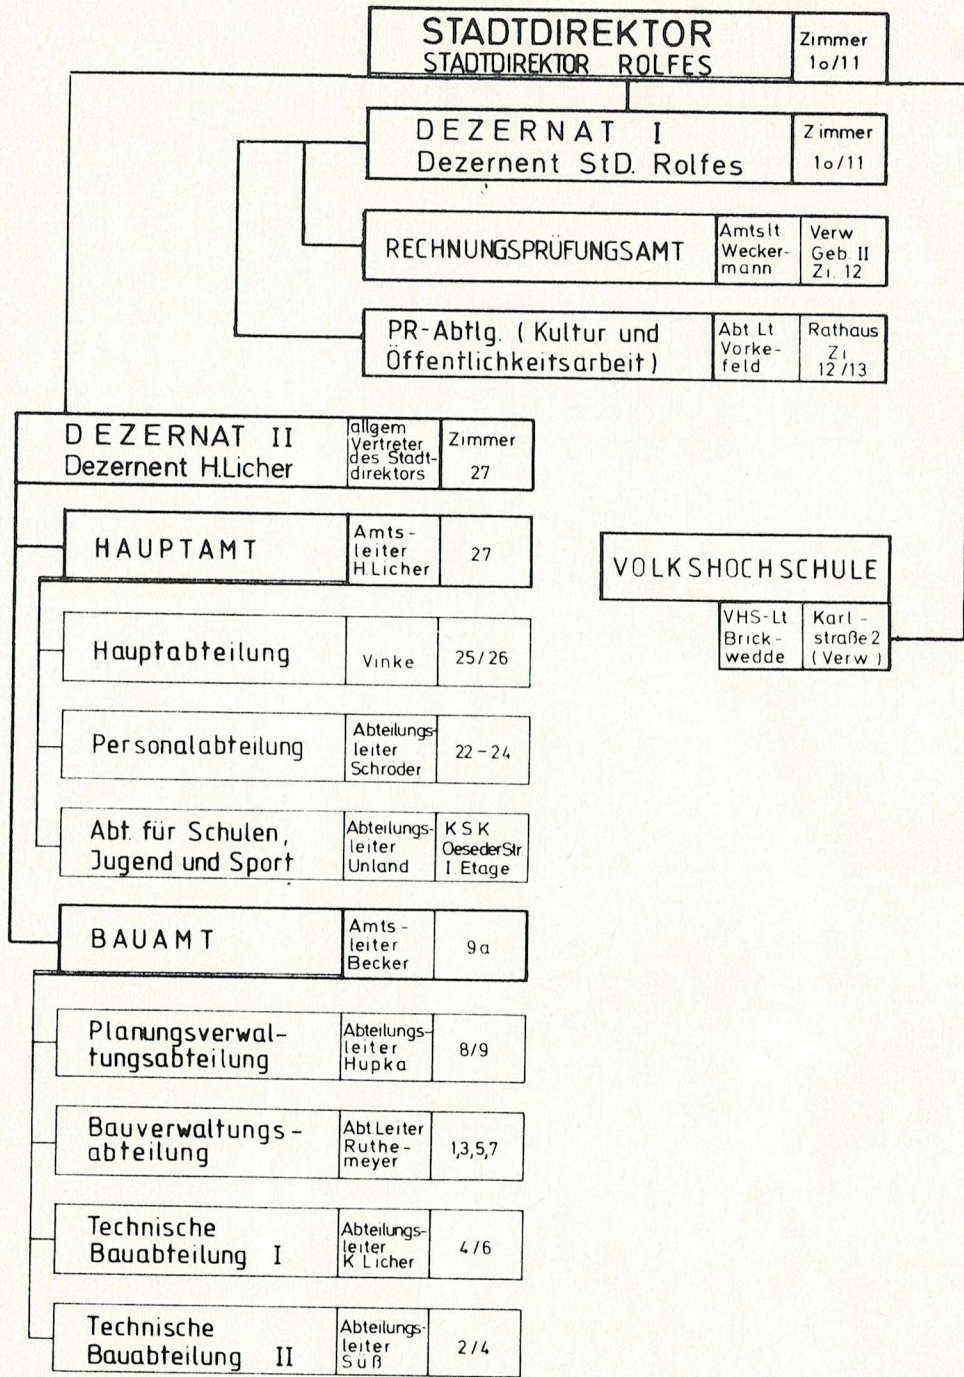 STADTDIREKTOR
STADTDIREKTOR ROLFES
Zimmer
1o/11
DEZERNAT I
Dezernent StD. Rolfes
Zimmer
1o/11
RECHNUNGSPRÜFUNGSAMT
Amtslt
Wecker-
mann
Verw
Geb. II
Zi. 12
PR-Abtlg. (Kultur und
Öffentlichkeitsarbeit)
Abt. Lt
Vorke-
feld
Rathaus
Zi
12/13
DEZERNAT II
Dezernent H.Licher
allgem
Vertreter
des Stadt-
direktors
Zimmer
27
HAUPTAMT
Amts-
leiter
H.Licher
27
VOLKSHOCHSCHULE
VHS-Lt
Brick-
wedde
Karl-
straße 2
(Verw)
Hauptabteilung
Vinke
25/26
Personalabteilung
Abteilungs-
leiter
Schröder
22-24
Abt. für Schulen,
Jugend und Sport
Abteilungs-
leiter
Unland
K S K
OesederStr
I Etage
BAUAMT
Amts-
leiter
Becker
9a
Planungsverwal-
tungsabteilung
Abteilungs-
leiter
Hupka
8/9
Bauverwaltungs-
abteilung
Abt.Leiter
Ruthe-
meyer
1,3,5,7
Technische
Bauabteilung I
Abteilungs-
leiter
K Licher
4/6
Technische
Bauabteilung II
Abteilungs-
leiter
Süß
2/4